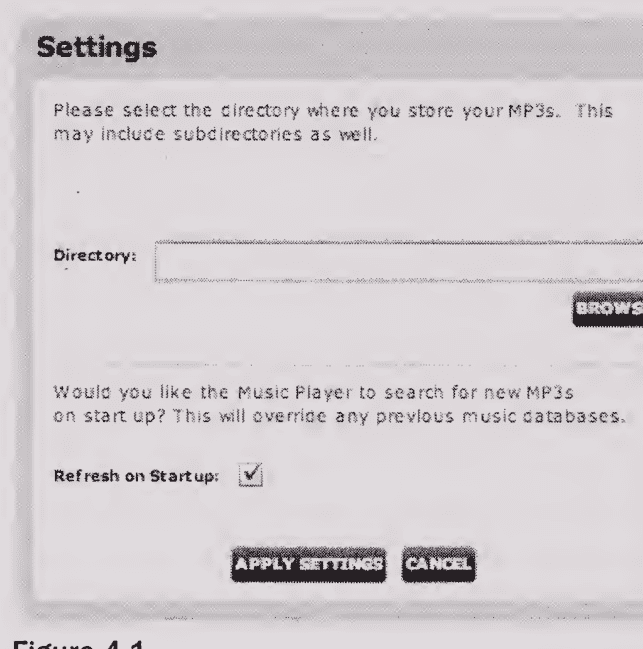 Settings
Please select the directory where you store your MP3s. This
may include subdirectories as well.
Directory:
BROWS
Would you like the Music Player to search for new MP3s
on start up? This will override any previous music databases.
Refresh on Startup:
APPLY SETTINGS CANCEL
Figure 4-1